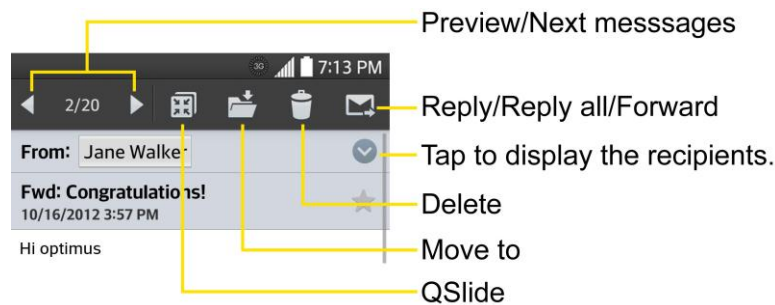 Preview/Next messsages
3G 7:13 PM
2/20
Reply/Reply all/Forward
From: Jane Walker
Tap to display the recipients.
Fwd: Congratulations!
10/16/2012 3:57 PM
Delete
Hi optimus
Move to
QSlide